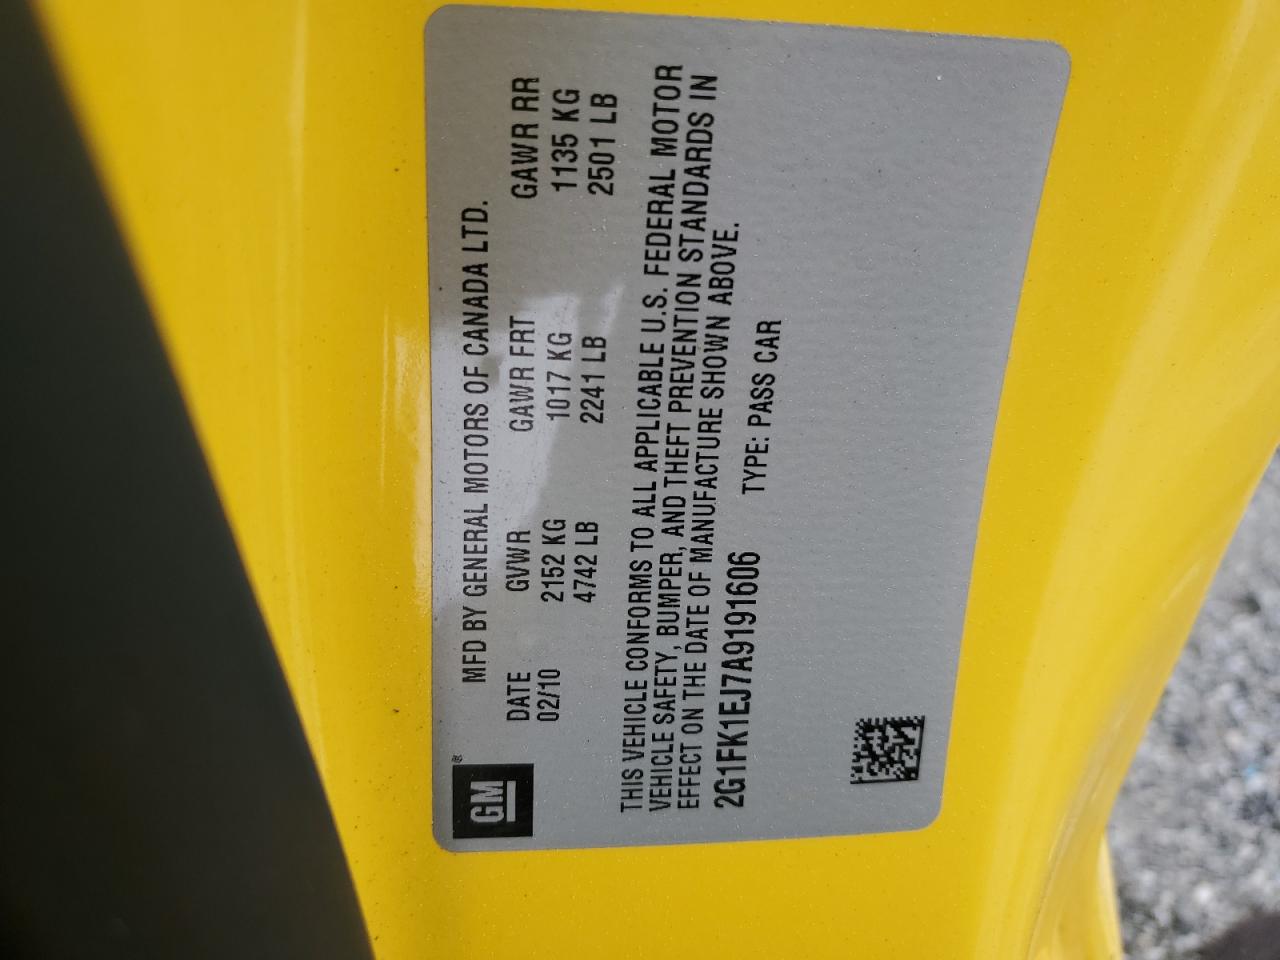 GM®
MFD BY GENERAL MOTORS OF CANADA LTD.
DATE GVWR GAWR FRT GAWR RR
02/10 2152 KG 1017 KG 1135 KG
4742 LB 2241 LB 2501 LB
THIS VEHICLE CONFORMS TO ALL APPLICABLE U.S. FEDERAL MOTOR
VEHICLE SAFETY, BUMPER, AND THEFT PREVENTION STANDARDS IN
EFFECT ON THE DATE OF MANUFACTURE SHOWN ABOVE.
2G1FK1EJ7A9191606 TYPE: PASS CAR